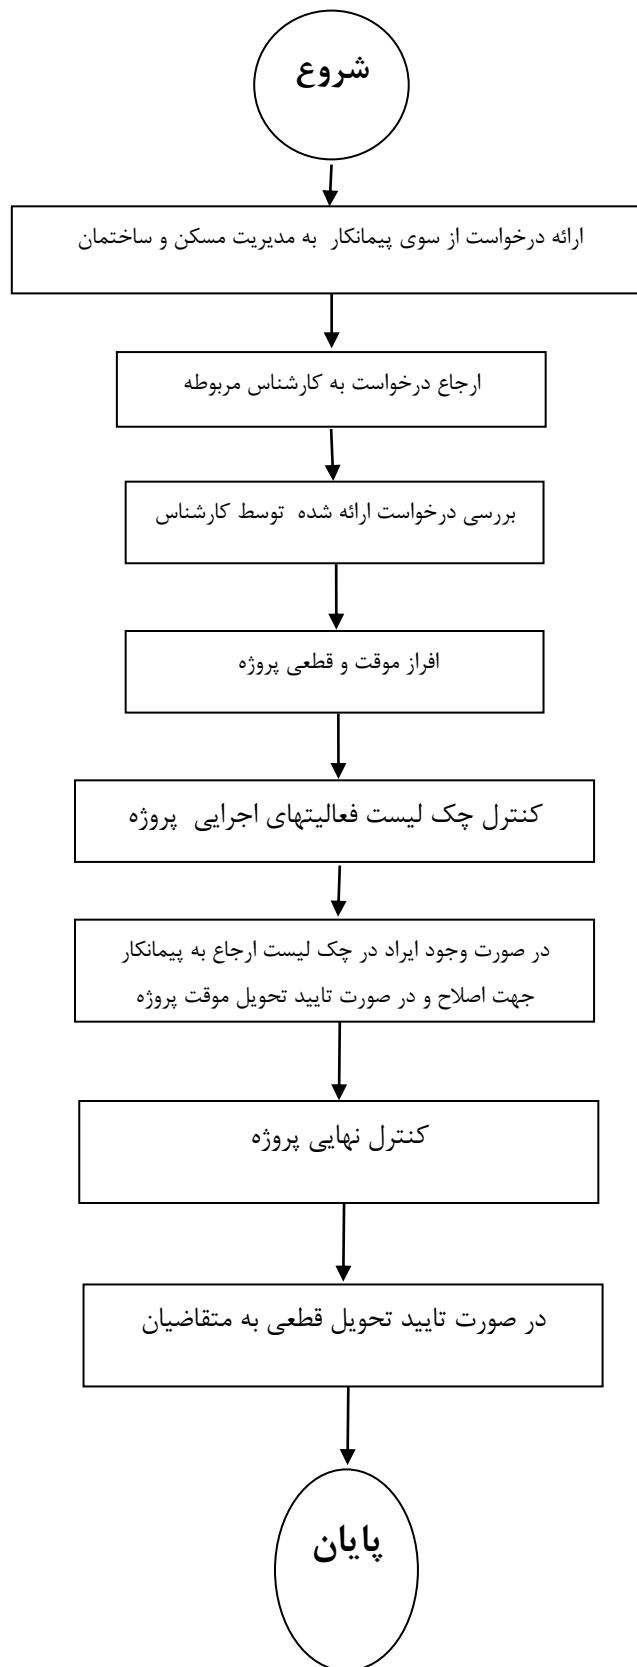 شروع
ارائه درخواست از سوی پیمانکار به مدیریت مسکن و ساختمان
ارجاع درخواست به کارشناس مربوطه
بررسی درخواست ارائه شده توسط کارشناس
افراز موقت و قطعی پروژه
کنترل چک لیست فعالیتهای اجرایی پروژه
در صورت وجود ایراد در چک لیست ارجاع به پیمانکار
جهت اصلاح و در صورت تایید تحویل موقت پروژه
کنترل نهایی پروژه
در صورت تایید تحویل قطعی به متقاضیان
پایان